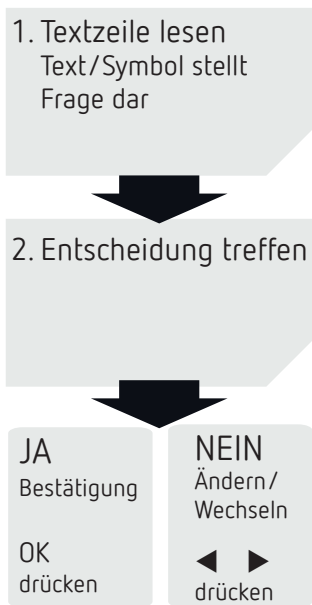 1. Textzeile lesen
Text/Symbol stellt
Frage dar
2. Entscheidung treffen
JA
Bestätigung
OK
drücken
NEIN
Ändern/
Wechseln
◀ ▶
drücken